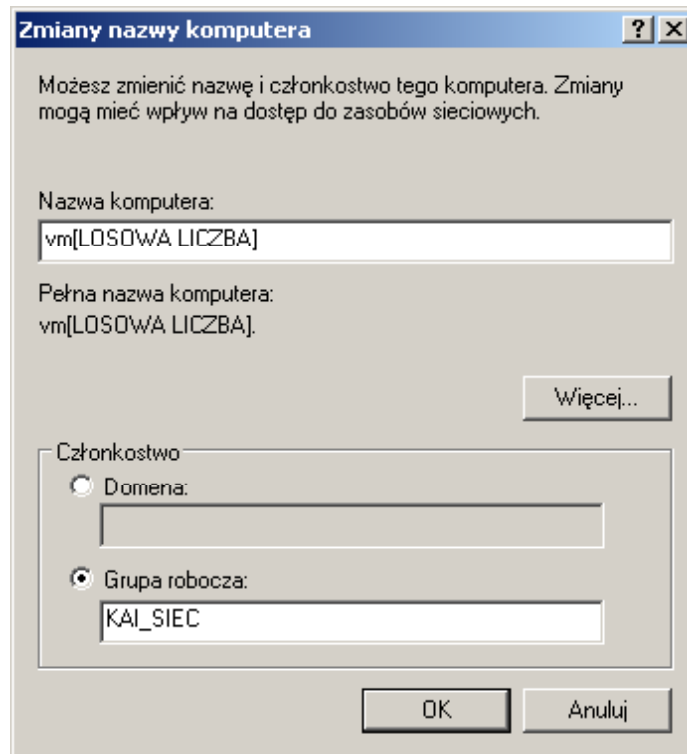 Zmiany nazwy komputera
Możesz zmienić nazwę i członkostwo tego komputera. Zmiany
mogą mieć wpływ na dostęp do zasobów sieciowych.
Nazwa komputera:
vm[LOSOWA LICZBA]
Pełna nazwa komputera:
vm[LOSOWA LICZBA].
Więcej...
Członkostwo
Domena:
Grupa robocza:
KAI_SIEC
OK Anuluj